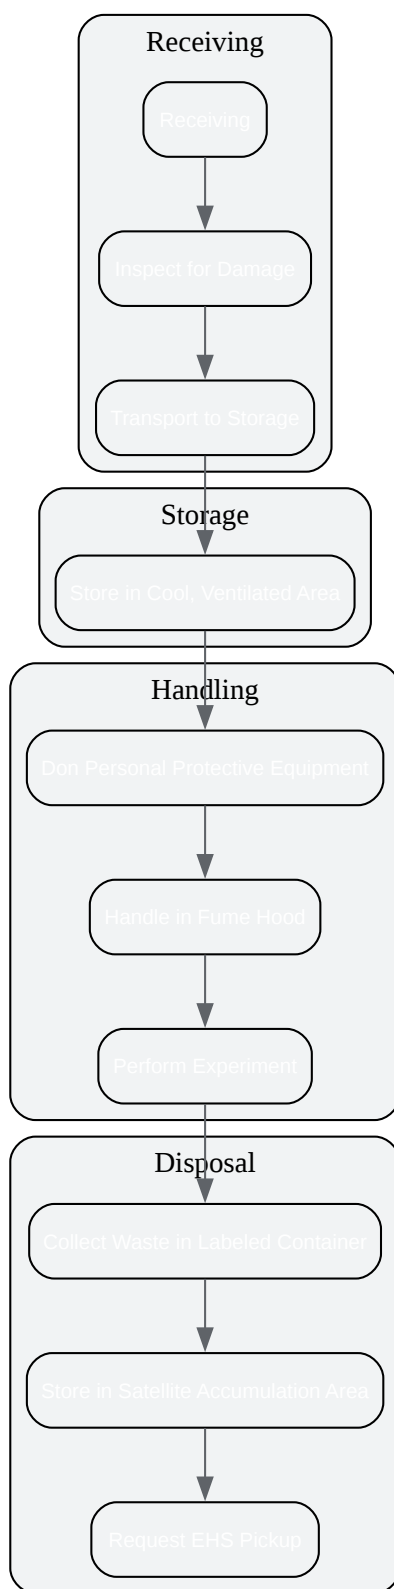 Receiving
Receiving
Inspect for Damage
Transport to Storage
Storage
Store in Cool, Ventilated Area
Handling
Don Personal Protective Equipment
Handle in Fume Hood
Perform Experiment
Disposal
Collect Waste in Labeled Container
Store in Satellite Accumulation Area
Request EHS Pickup